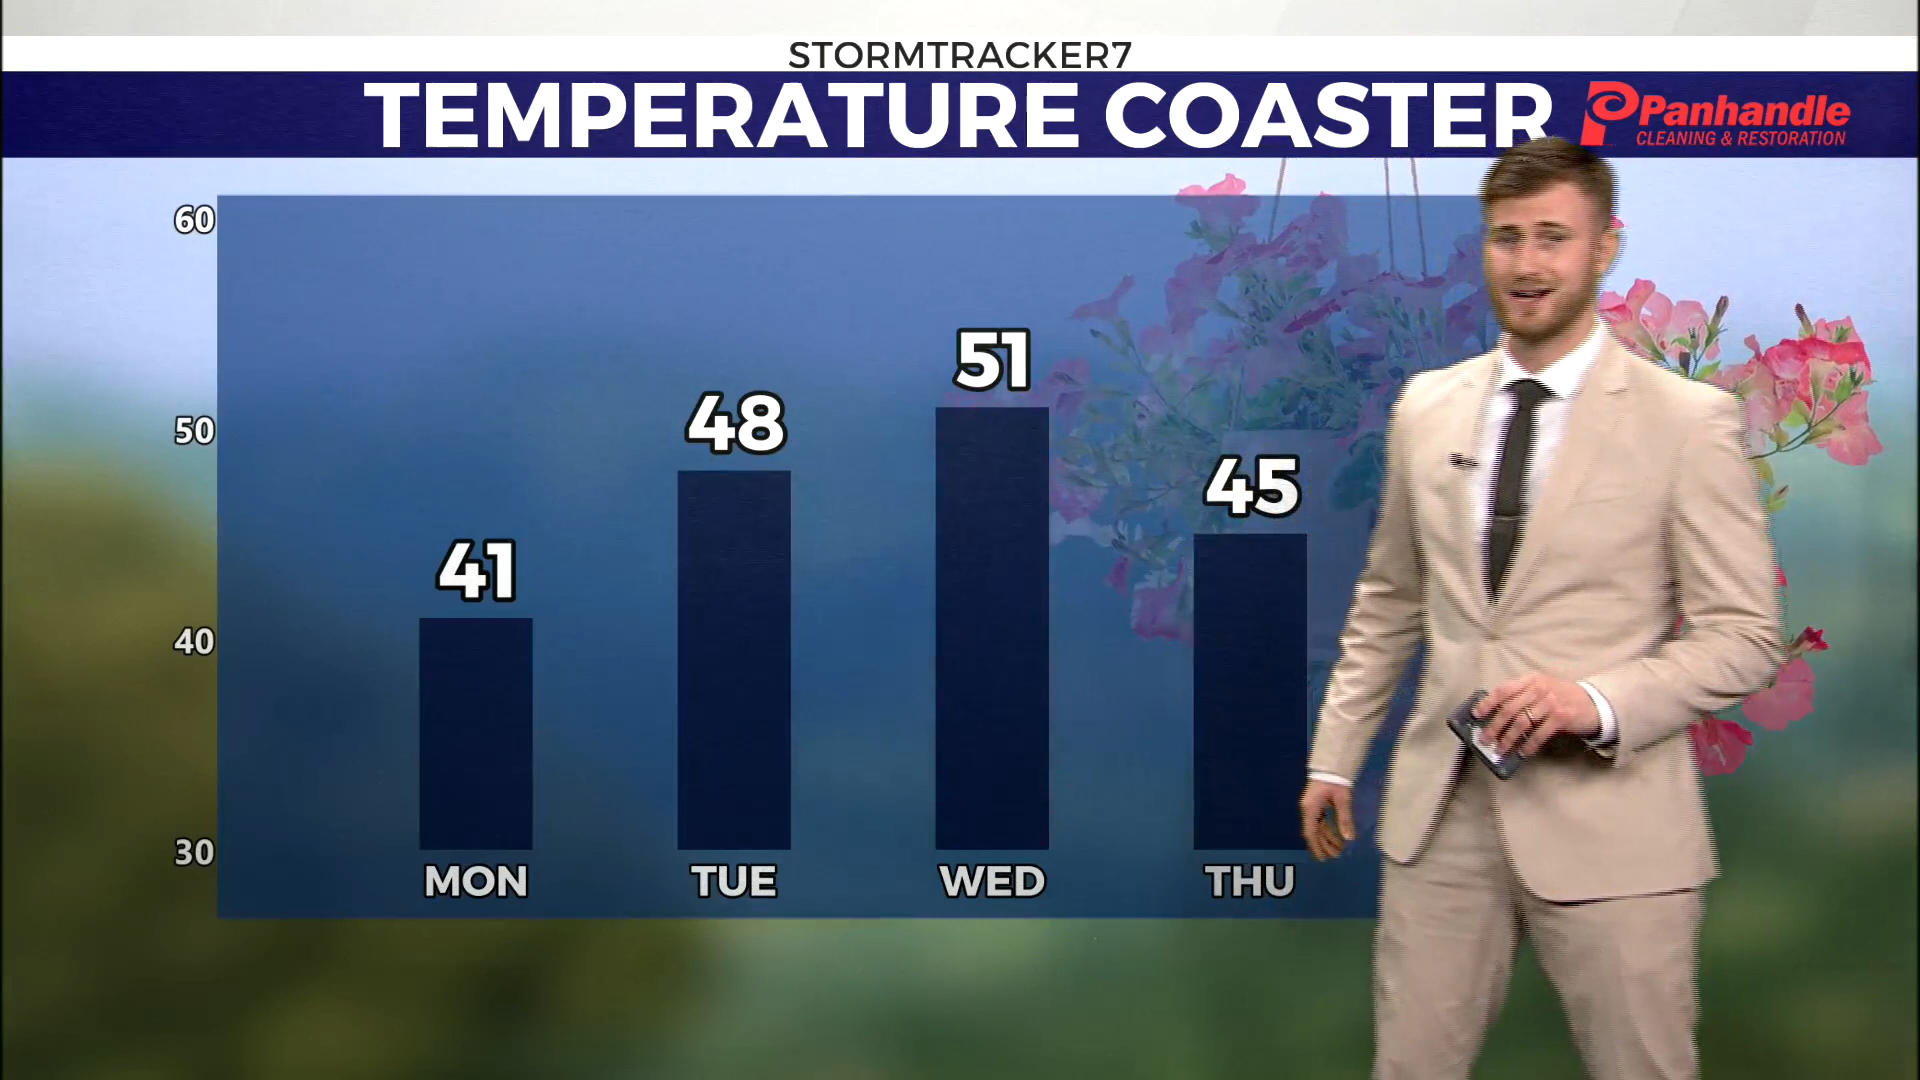 STORMTRACKER7
TEMPERATURE COASTER
Panhandle
CLEANING & RESTORATION
60
50
40
30
41
48
51
45
MON
TUE
WED
THU